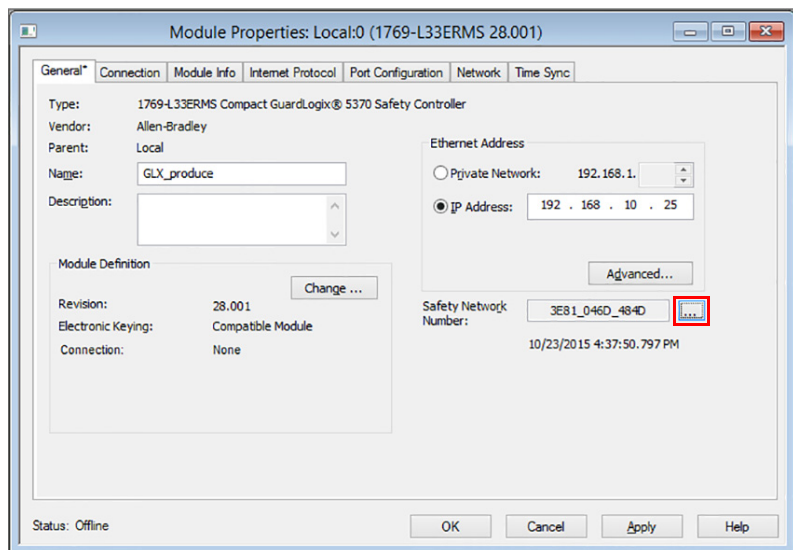 Module Properties: Local:0 (1769-L33ERMS 28.001)
General* Connection Module Info Internet Protocol Port Configuration Network Time Sync
Type: 1769-L33ERMS Compact GuardLogix® 5370 Safety Controller
Vendor: Allen-Bradley
Parent: Local
Name: GLX_produce
Description:
Ethernet Address
Private Network: 192.168.1.
IP Address: 192 . 168 . 10 . 25
Advanced...
Module Definition
Change ...
Revision: 28.001
Electronic Keying: Compatible Module
Connection: None
Safety Network
Number:
3E81_046D_484D
...
10/23/2015 4:37:50.797 PM
Status: Offline
OK Cancel Apply Help